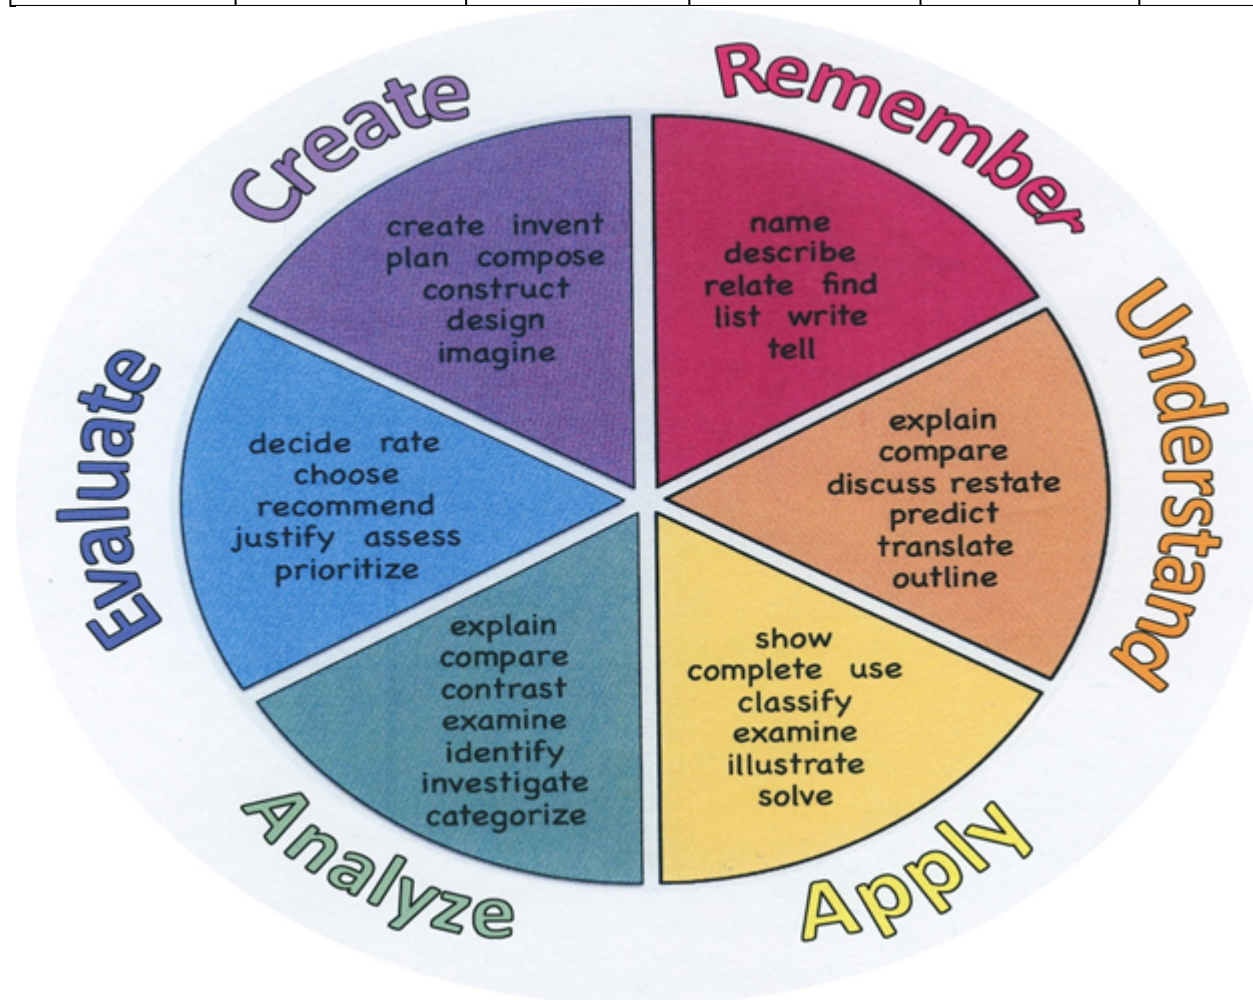 Remember
name
describe
relate find
list write
tell
Understand
explain
compare
discuss restate
predict
translate
outline
Apply
show
complete use
classify
examine
illustrate
solve
Analyze
explain
compare
contrast
examine
identify
investigate
categorize
Evaluate
decide rate
choose
recommend
justify assess
prioritize
Create
create invent
plan compose
construct
design
imagine